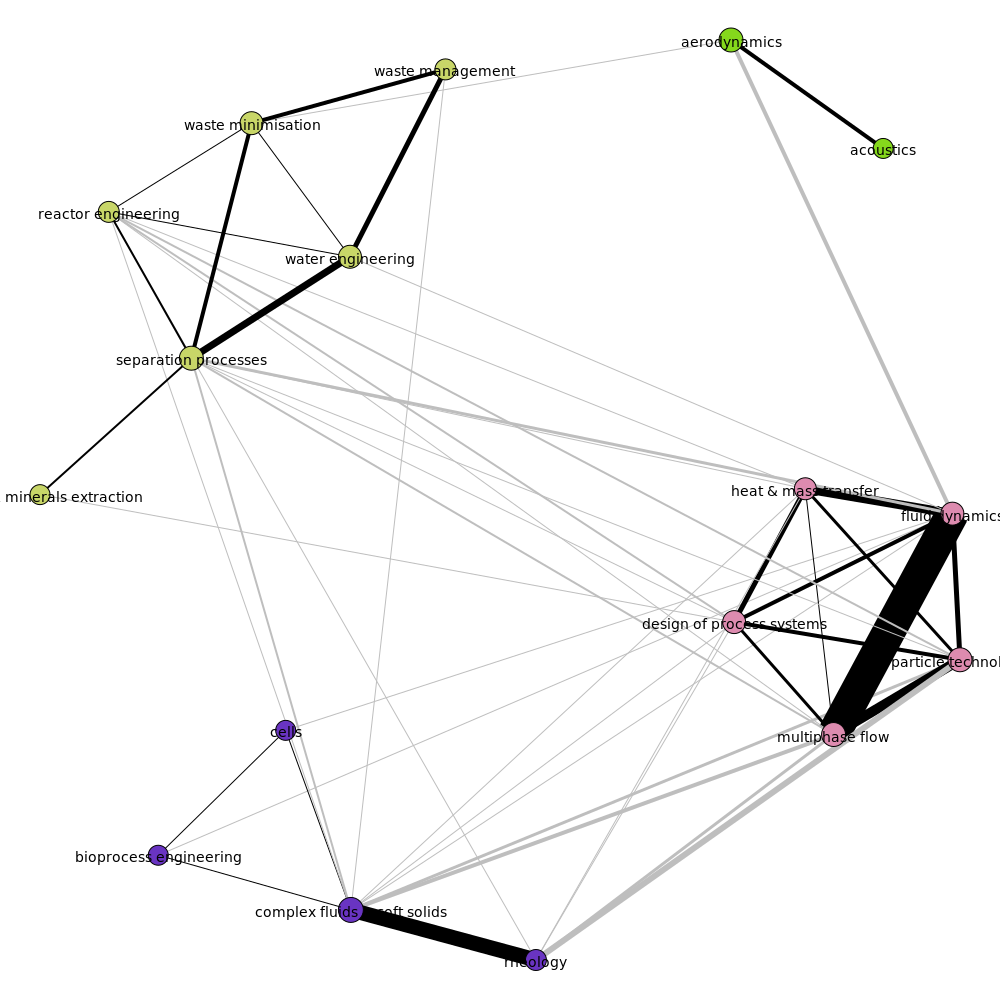 aerodynamics
waste management
waste minimisation
acoustics
reactor engineering
water engineering
separation processes
heat & mass transfer
minerals extraction
fluid dynamics
design of process systems
particle technol
cells
multiphase flow
bioprocess engineering
complex fluids soft solids
rheology